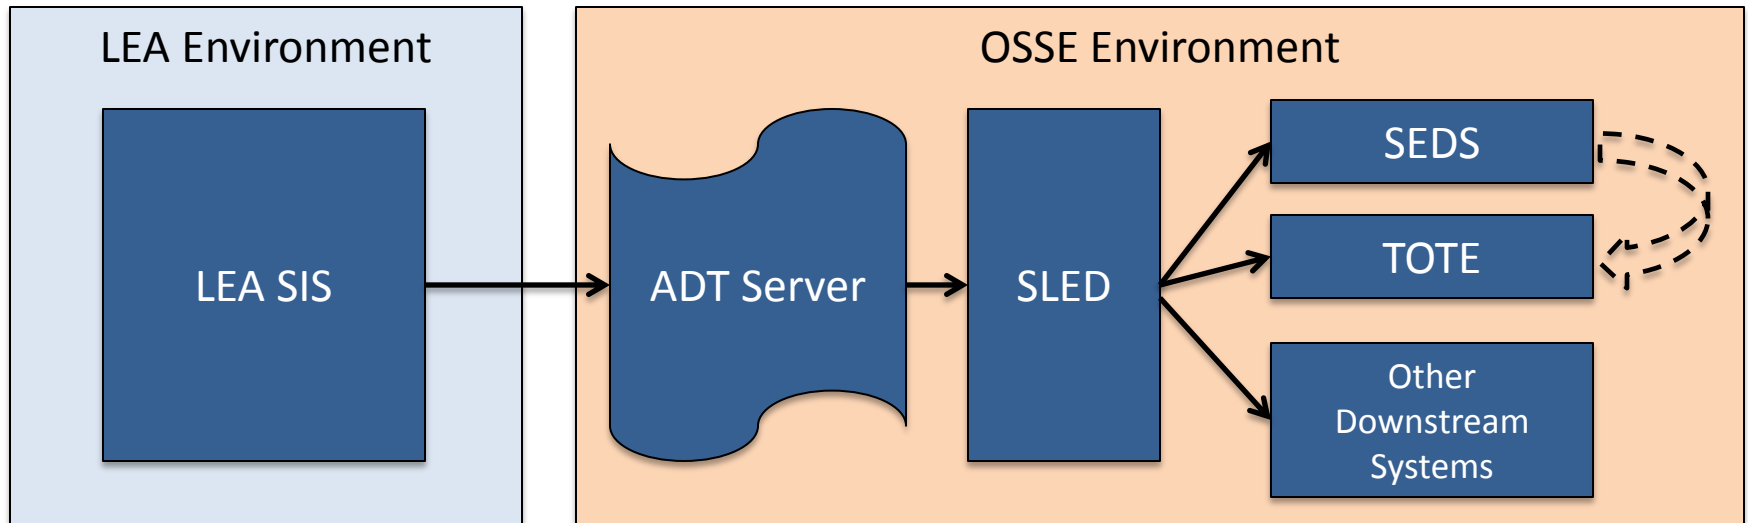 LEA Environment
OSSE Environment
LEA SIS
ADT Server
SLED
SEDS
TOTE
Other
Downstream
Systems